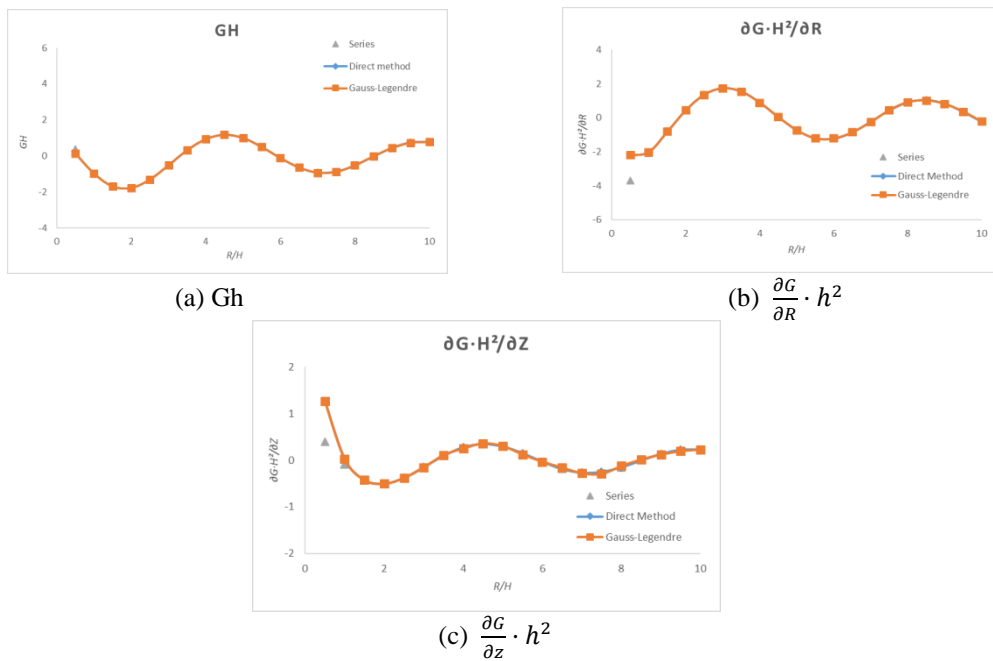 GH
6
4
2
0
-2
-4
0 2 4 6 8 10
GH
R/H
Series
Direct method
Gauss-Legendre
(a) Gh
∂G·H²/∂R
4
2
0
-2
-4
-6
0 2 4 6 8 10
∂G·H²/∂R
R/H
Series
Direct Method
Gauss-Legendre
(b) ∂G/∂R · h²
∂G·H²/∂Z
2
1
0
-1
-2
0 2 4 6 8 10
∂G·H²/∂Z
R/H
Series
Direct Method
Gauss-Legendre
(c) ∂G/∂z · h²